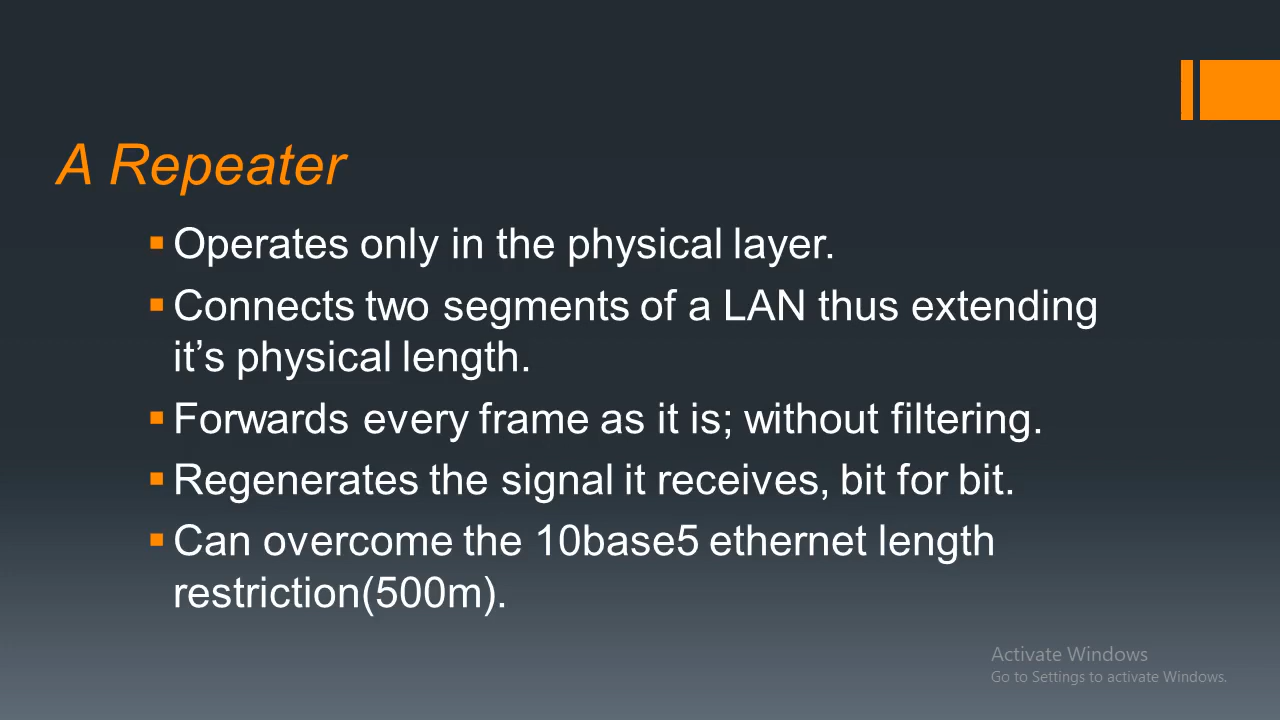 A Repeater
Operates only in the physical layer.
Connects two segments of a LAN thus extending
it’s physical length.
Forwards every frame as it is; without filtering.
Regenerates the signal it receives, bit for bit.
Can overcome the 10base5 ethernet length
restriction(500m).
Activate Windows
Go to Settings to activate Windows.